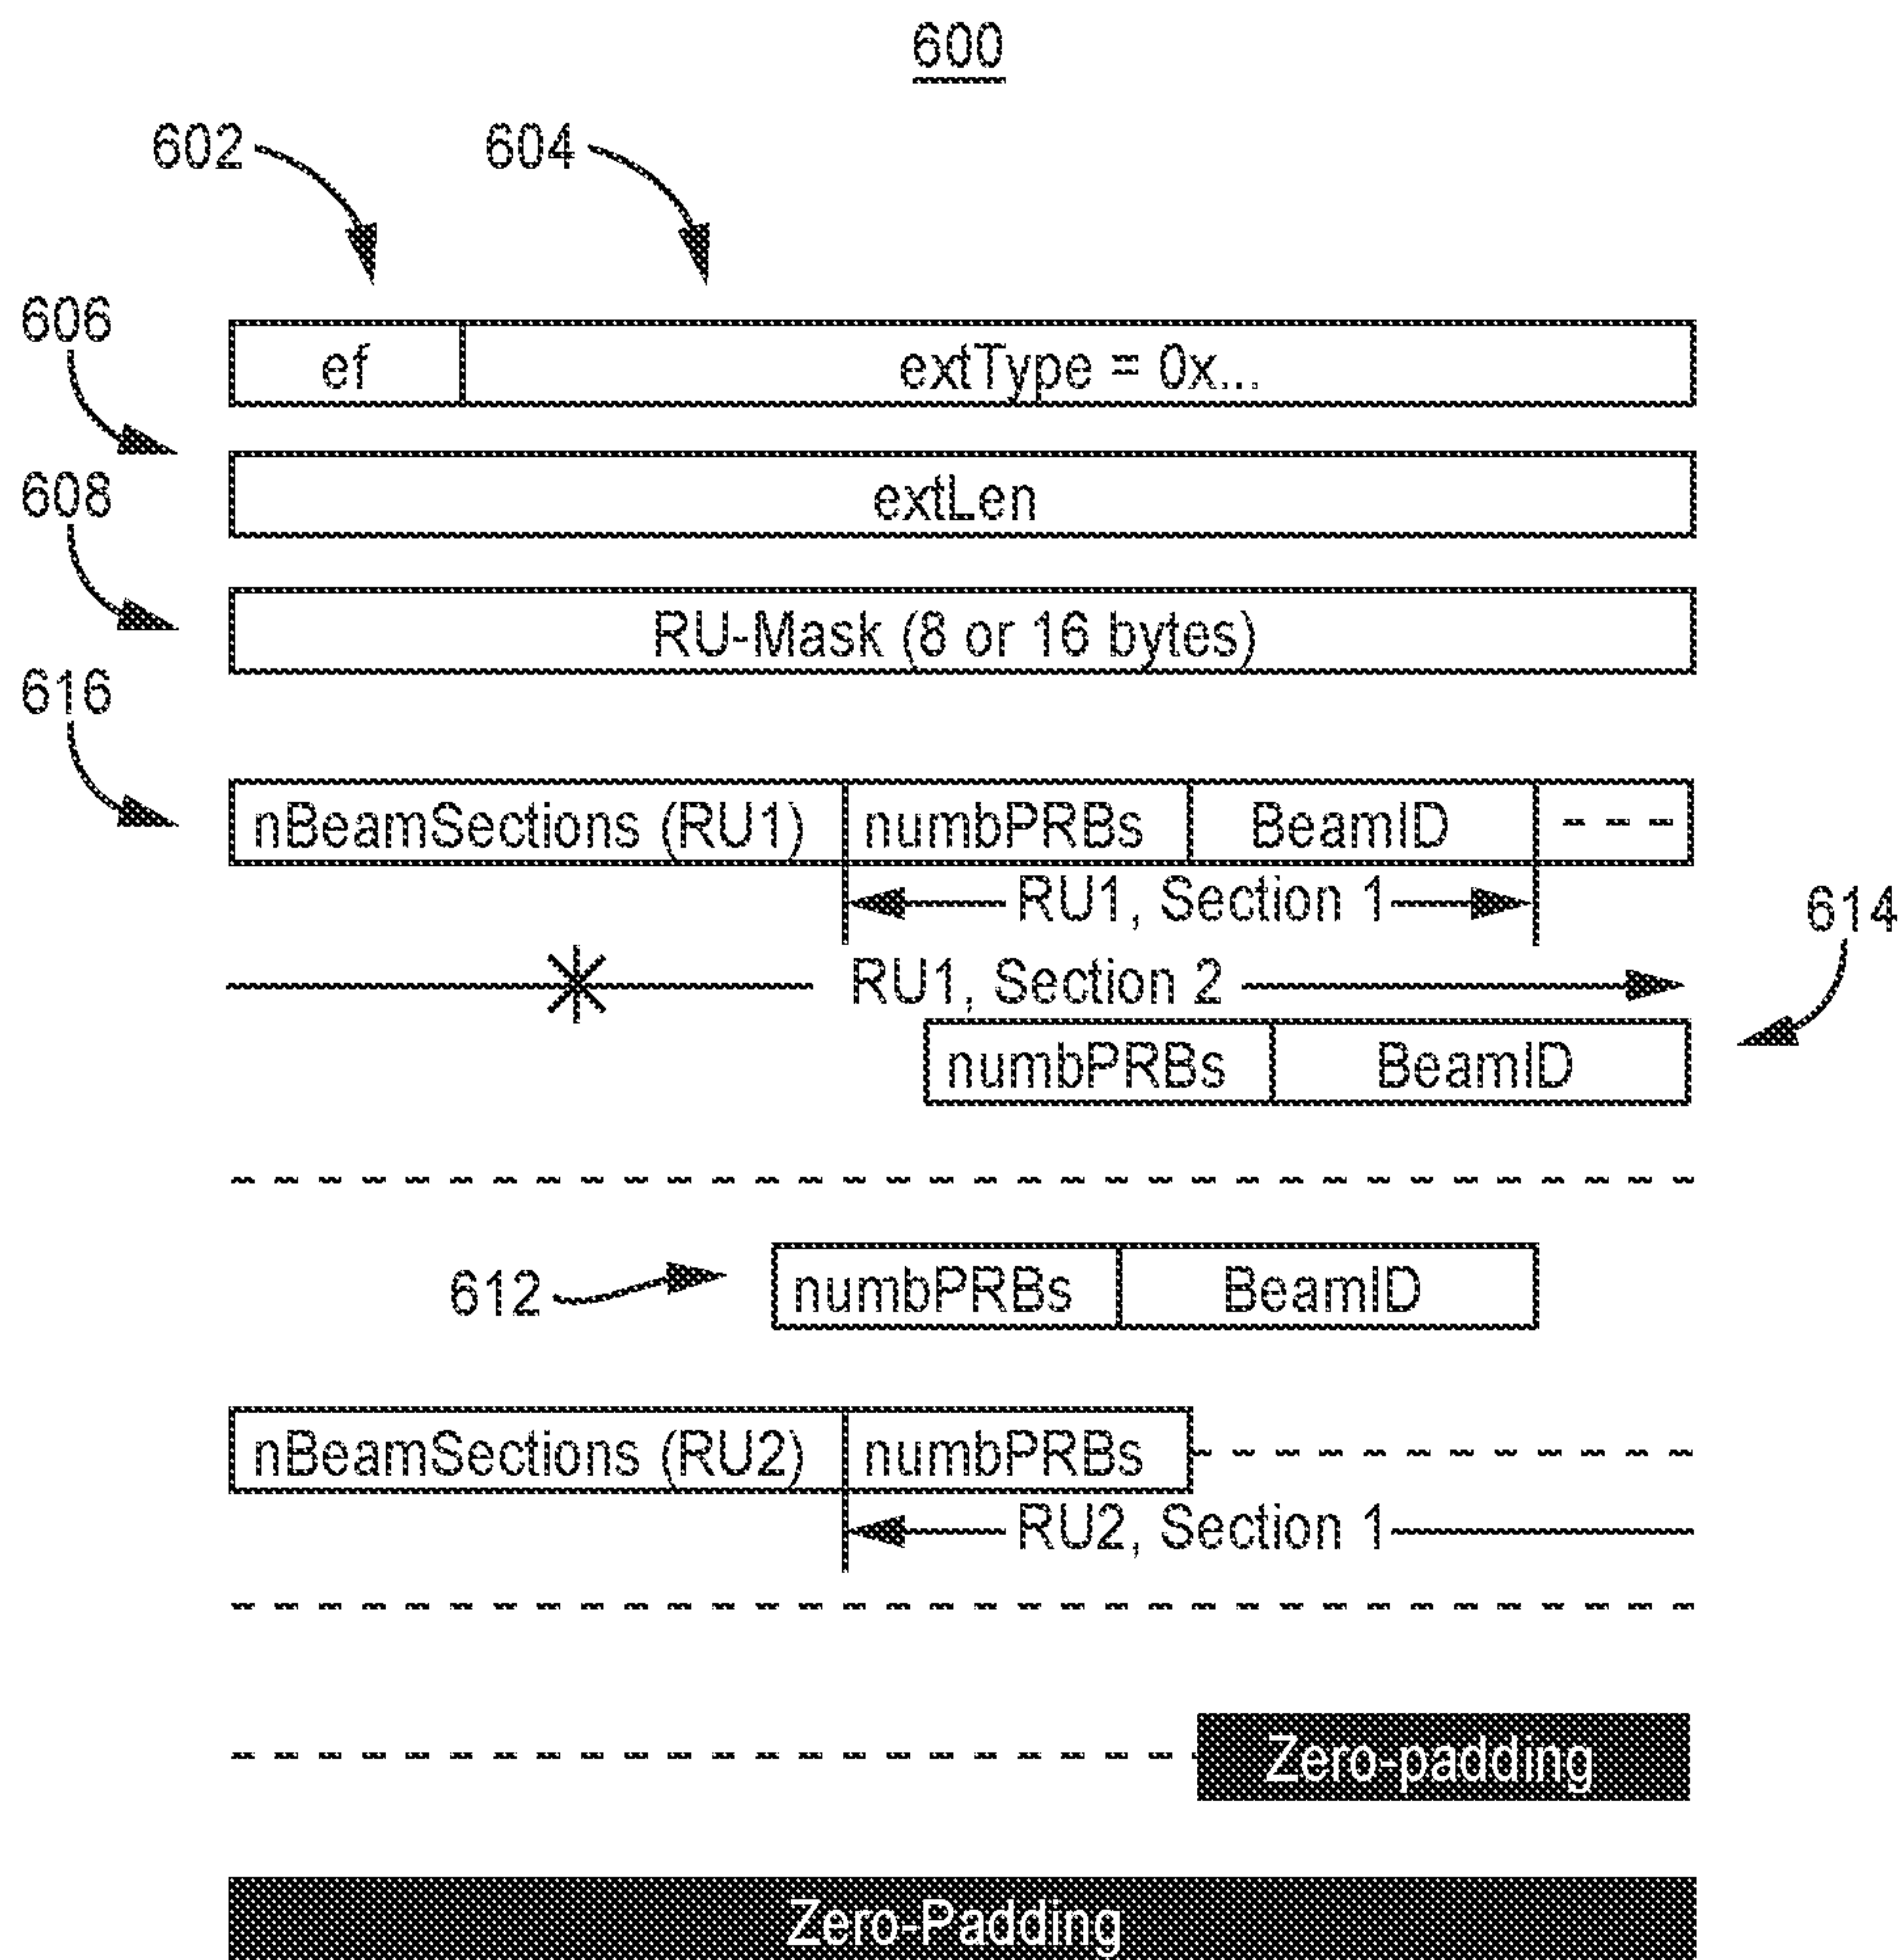 600
602 604
606
ef extType = 0x...
extLen
608
RU-Mask (8 or 16 bytes)
616
nBeamSections (RU1) numbPRBs BeamID
RU1, Section 1
614
RU1, Section 2
numbPRBs BeamID
612 numbPRBs BeamID
nBeamSections (RU2) numbPRBs
RU2, Section 1
Zero-padding
Zero-Padding